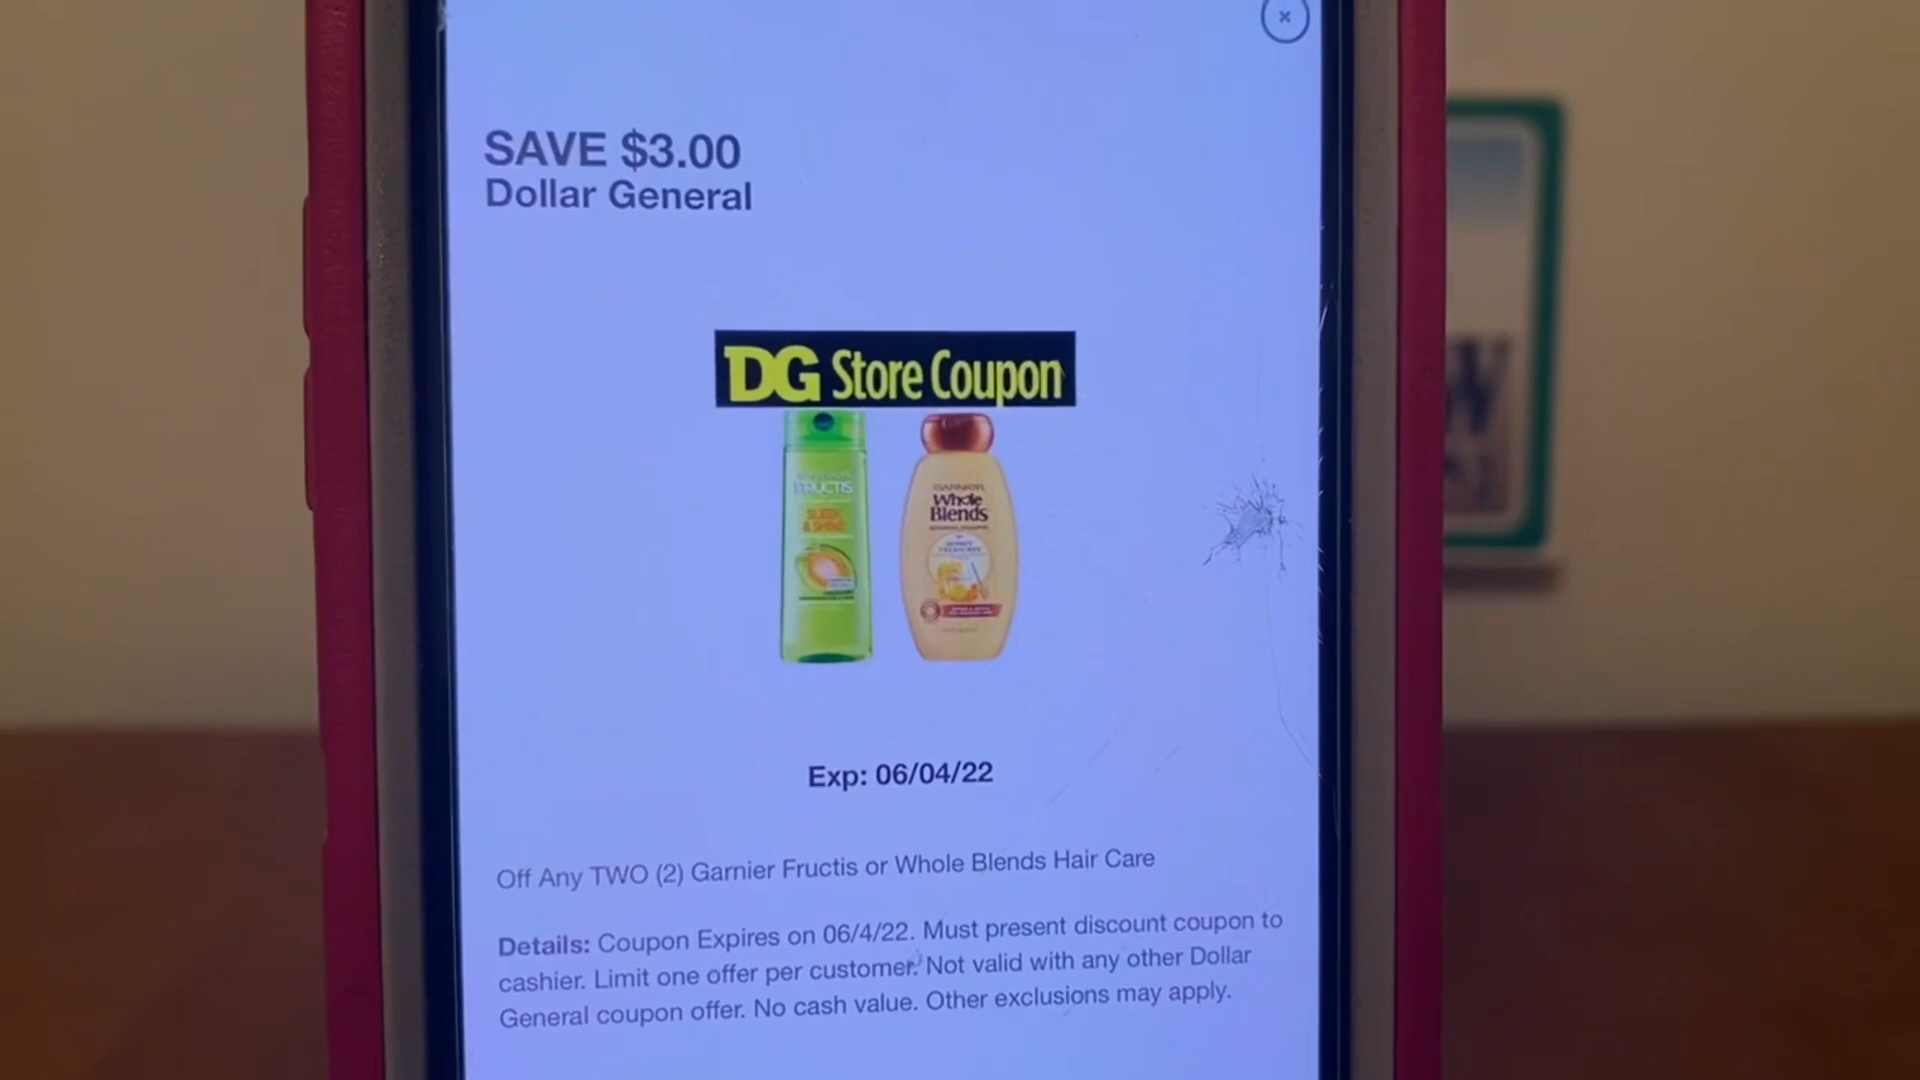 ×
SAVE $3.00
Dollar General
DG Store Coupon
FRUCTIS
SLEEK
& SHINE
GARNIER
Whole
Blends
Exp: 06/04/22
Off Any TWO (2) Garnier Fructis or Whole Blends Hair Care
Details: Coupon Expires on 06/4/22. Must present discount coupon to
cashier. Limit one offer per customer. Not valid with any other Dollar
General coupon offer. No cash value. Other exclusions may apply.